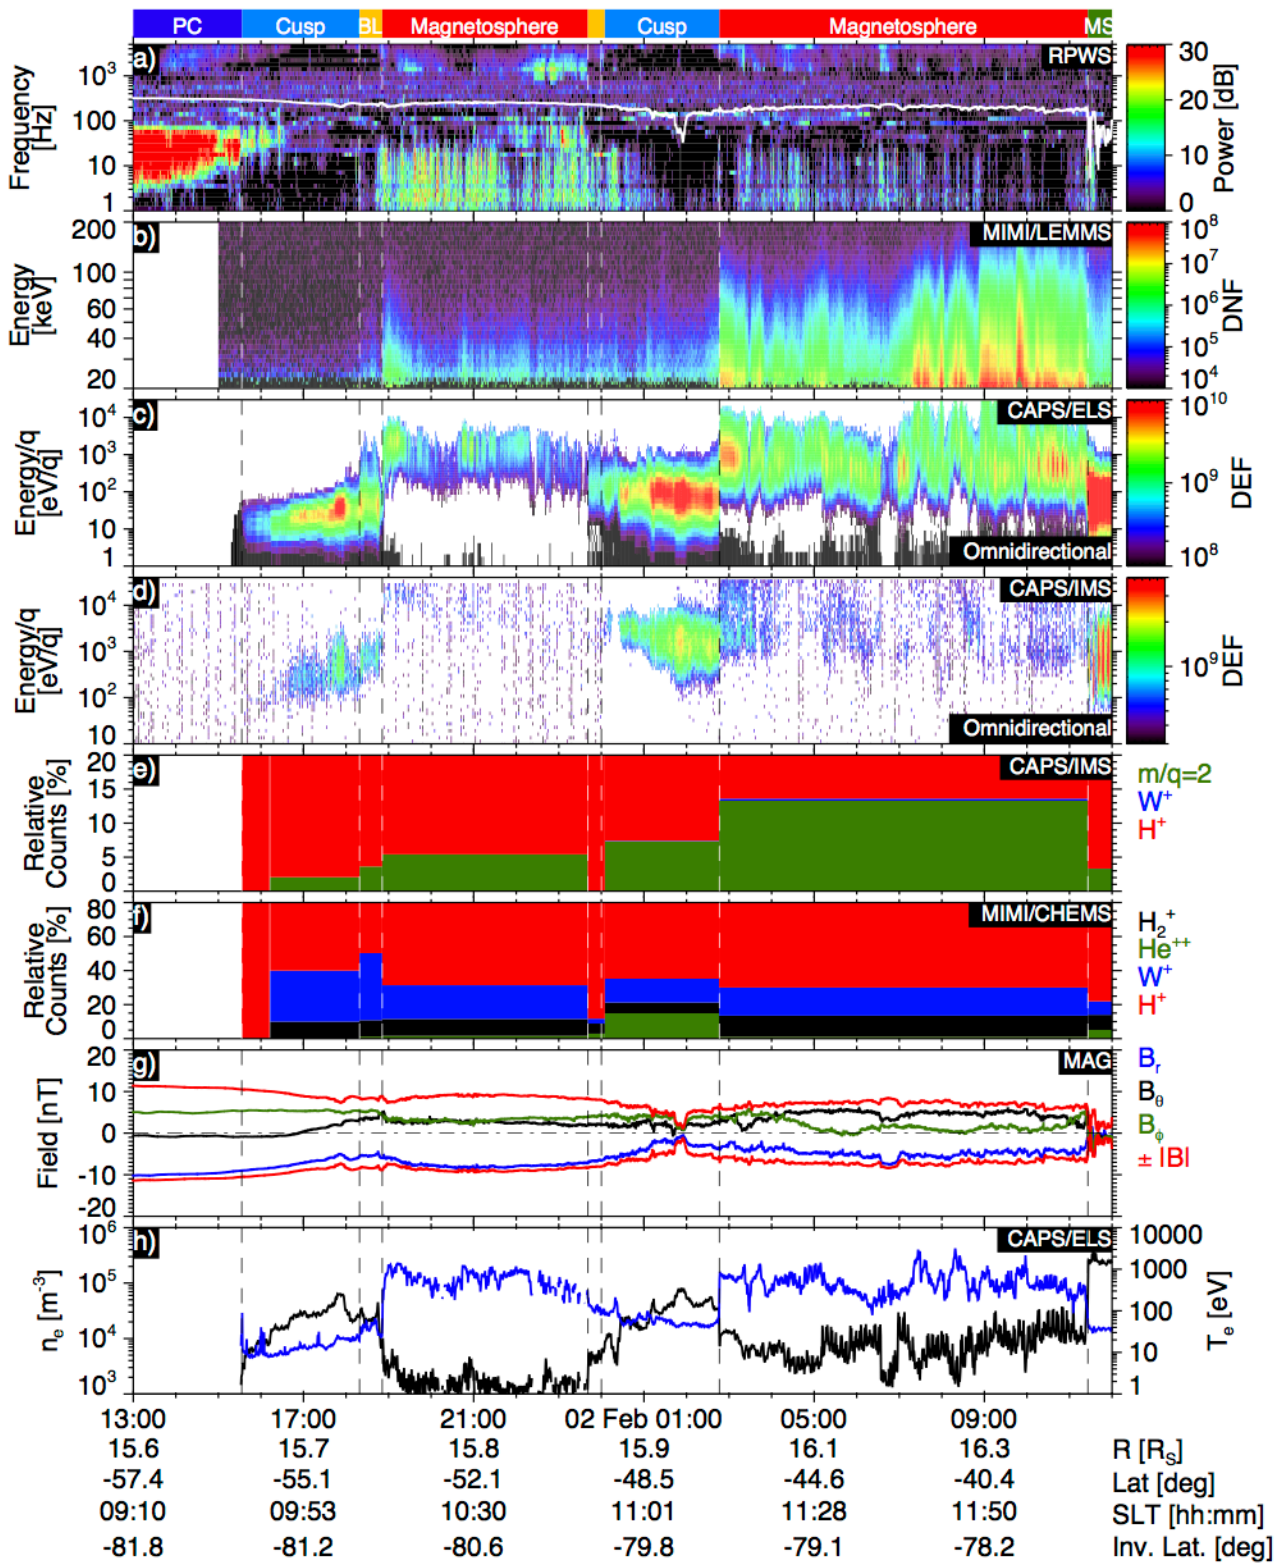 PC Cusp BL Magnetosphere Cusp Magnetosphere MS
a) RPWS
Frequency [Hz]
10³
100
10
1
30
20
10
0
Power [dB]
b) MIMI/LEMMS
Energy [keV]
200
100
60
40
20
10⁸
10⁷
10⁶
10⁵
10⁴
DNF
c) CAPS/ELS
Energy/q [eV/q]
10⁴
10³
10²
10
1
Omnidirectional
10¹⁰
10⁹
10⁸
DEF
d) CAPS/IMS
Energy/q [eV/q]
10⁴
10³
10²
10
Omnidirectional
10⁹
DEF
e) CAPS/IMS
Relative Counts [%]
20
15
10
5
0
m/q=2
W⁺
H⁺
f) MIMI/CHEMS
Relative Counts [%]
80
60
40
20
0
H₂⁺
He⁺⁺
W⁺
H⁺
g) MAG
Field [nT]
20
10
0
-10
-20
Bᵣ
B_θ
B_ϕ
± |B|
h) CAPS/ELS
nₑ [m⁻³]
10⁶
10⁵
10⁴
10³
10000
1000
100
10
1
Tₑ [eV]
13:00 17:00 21:00 02 Feb 01:00 05:00 09:00
15.6 15.7 15.8 15.9 16.1 16.3 R [R_S]
-57.4 -55.1 -52.1 -48.5 -44.6 -40.4 Lat [deg]
09:10 09:53 10:30 11:01 11:28 11:50 SLT [hh:mm]
-81.8 -81.2 -80.6 -79.8 -79.1 -78.2 Inv. Lat. [deg]